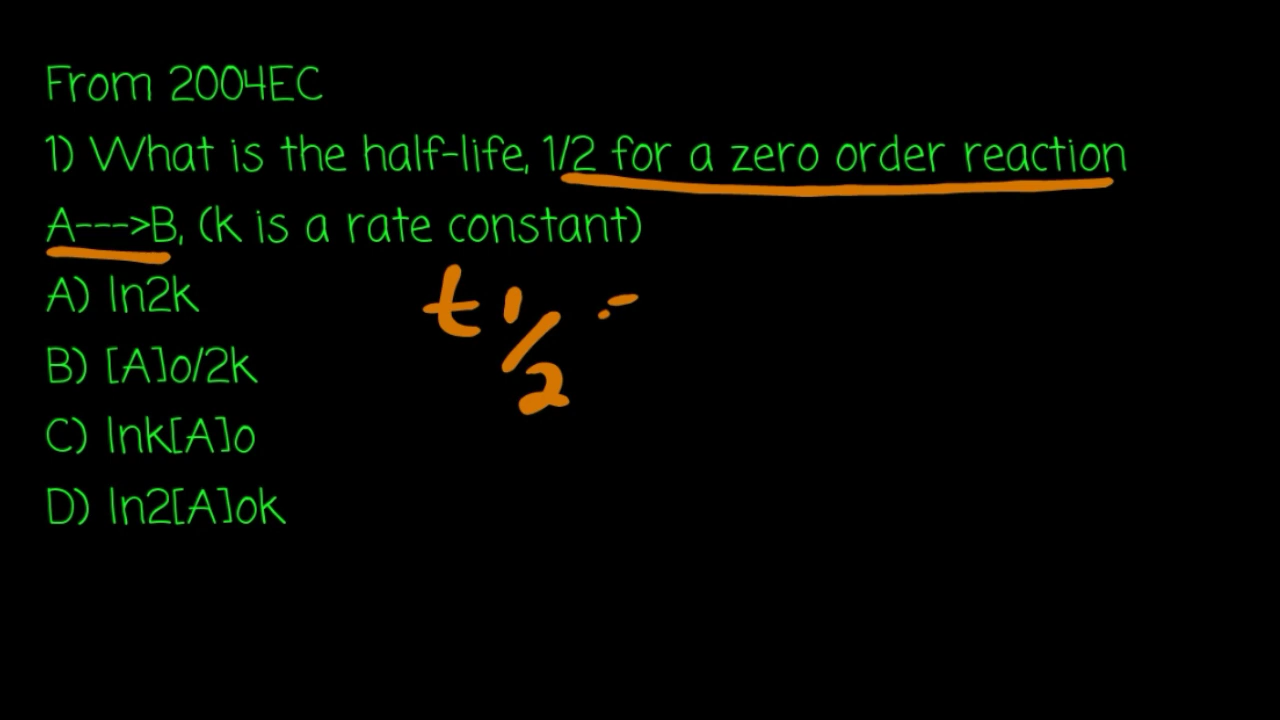 From 2004EC
1) What is the half-life, 1/2 for a zero order reaction
A--->B, (k is a rate constant)
A) ln2k
t 1/2 =
B) [A]o/2k
C) lnk[A]o
D) ln2[A]ok